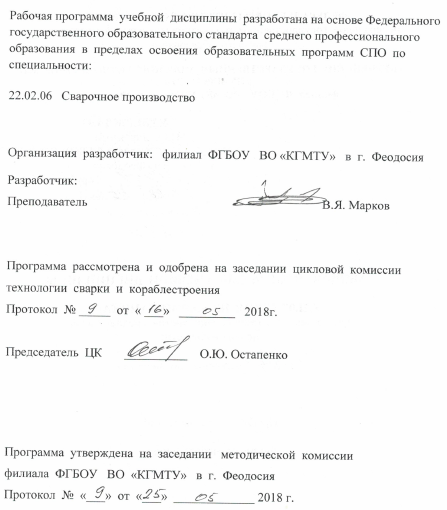 Рабочая программа учебной дисциплины разработана на основе Федерального
государственного образовательного стандарта среднего профессионального
образования в пределах освоения образовательных программ СПО по
специальности:
22.02.06 Сварочное производство
Организация разработчик: филиал ФГБОУ ВО «КГМТУ» в г. Феодосия
Разработчик:
Преподаватель В.Я. Марков
Программа рассмотрена и одобрена на заседании цикловой комиссии
технологии сварки и кораблестроения
Протокол № 9 от « 16 » 05 2018г.
Председатель ЦК О.Ю. Остапенко
Программа утверждена на заседании методической комиссии
филиала ФГБОУ ВО «КГМТУ» в г. Феодосия
Протокол № « 9 » от «25» 05 2018 г.